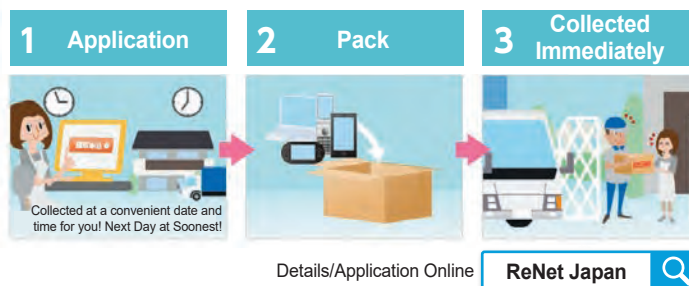 1 Application
2 Pack
3 Collected
Immediately
Collected at a convenient date and
time for you! Next Day at Soonest!
Details/Application Online
ReNet Japan